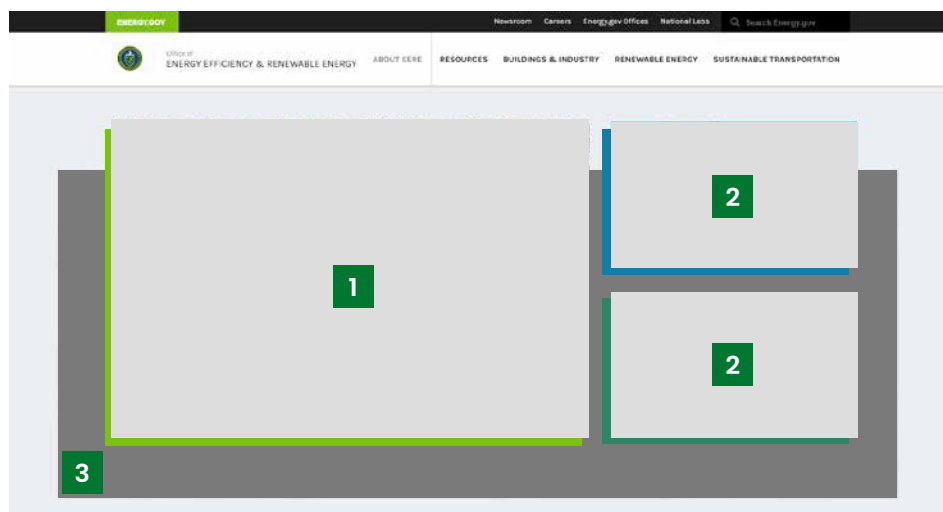 ENERGY.GOV
Newsroom Careers Energy.gov Offices National Labs Search Energy.gov
Office of
ENERGY EFFICIENCY & RENEWABLE ENERGY
ABOUT EERE RESOURCES BUILDINGS & INDUSTRY RENEWABLE ENERGY SUSTAINABLE TRANSPORTATION
2
1
2
3